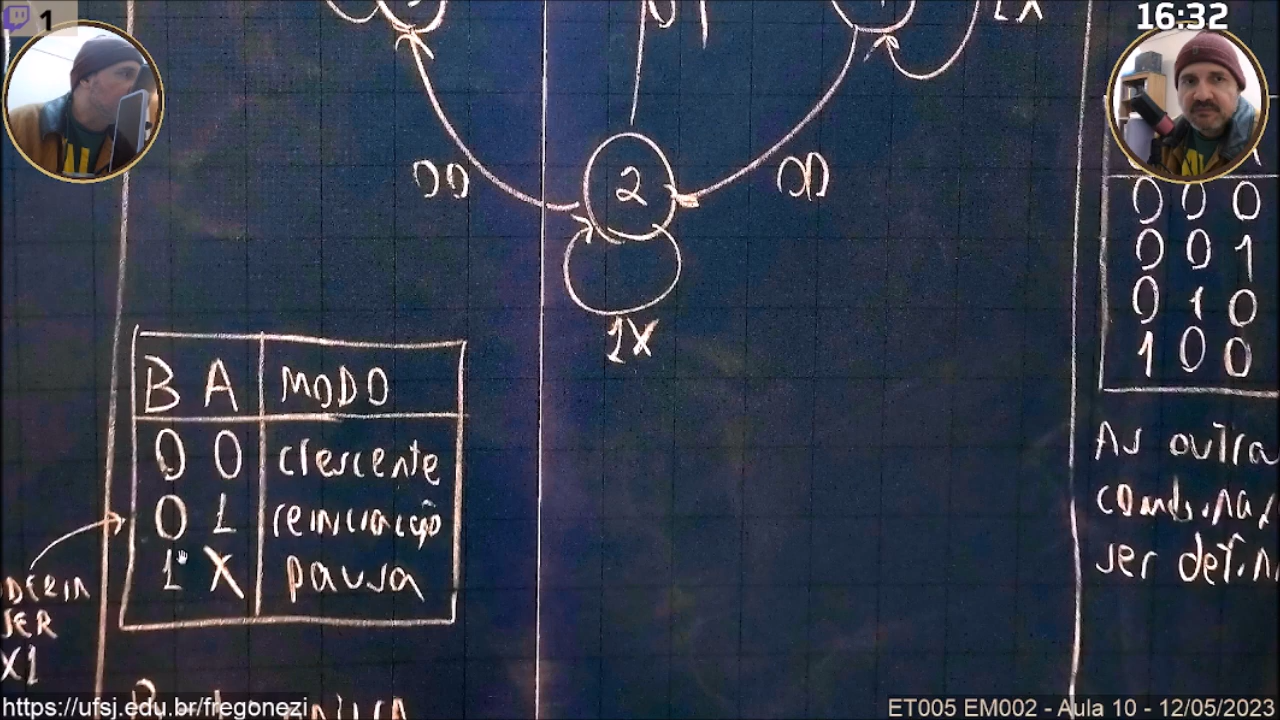 1
16:32
2
00
00
1X
B A MODO
0 0 crescente
0 1 reiniciação
1 X pausa
DERIA
SER
X1
0 0 0
0 0 1
0 1 0
1 0 0
As outra
combina
ser defin
https://ufsj.edu.br/fregonezi
ET005 EM002 - Aula 10 - 12/05/2023